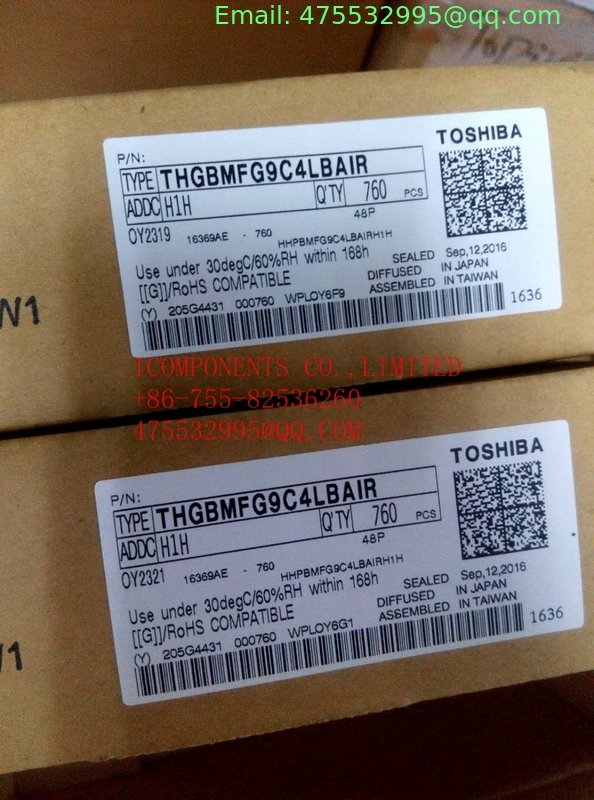 Email: 475532995@qq.com
TOSHIBA
P/N:
TYPE THGBMFG9C4LBAIR
ADDC H1H Q'TY 760 PCS
48P
OY2319 16369AE - 760 HHPBMFG9C4LBAIRH1H
Use under 30degC/60%RH within 168h SEALED Sep,12,2016
[[G]]/RoHS COMPATIBLE DIFFUSED IN JAPAN
ASSEMBLED IN TAIWAN
(Y) 205G4431 000760 WPLOY6F9
1636
W1
ICOMPONENTS CO.,LIMITED
+86-755-82536260
475532995@QQ.COM
TOSHIBA
P/N:
TYPE THGBMFG9C4LBAIR
ADDC H1H Q'TY 760 PCS
48P
OY2321 16369AE - 760 HHPBMFG9C4LBAIRH1H
Use under 30degC/60%RH within 168h SEALED Sep,12,2016
[[G]]/RoHS COMPATIBLE DIFFUSED IN JAPAN
ASSEMBLED IN TAIWAN
(Y) 205G4431 000760 WPLOY6G1
1636